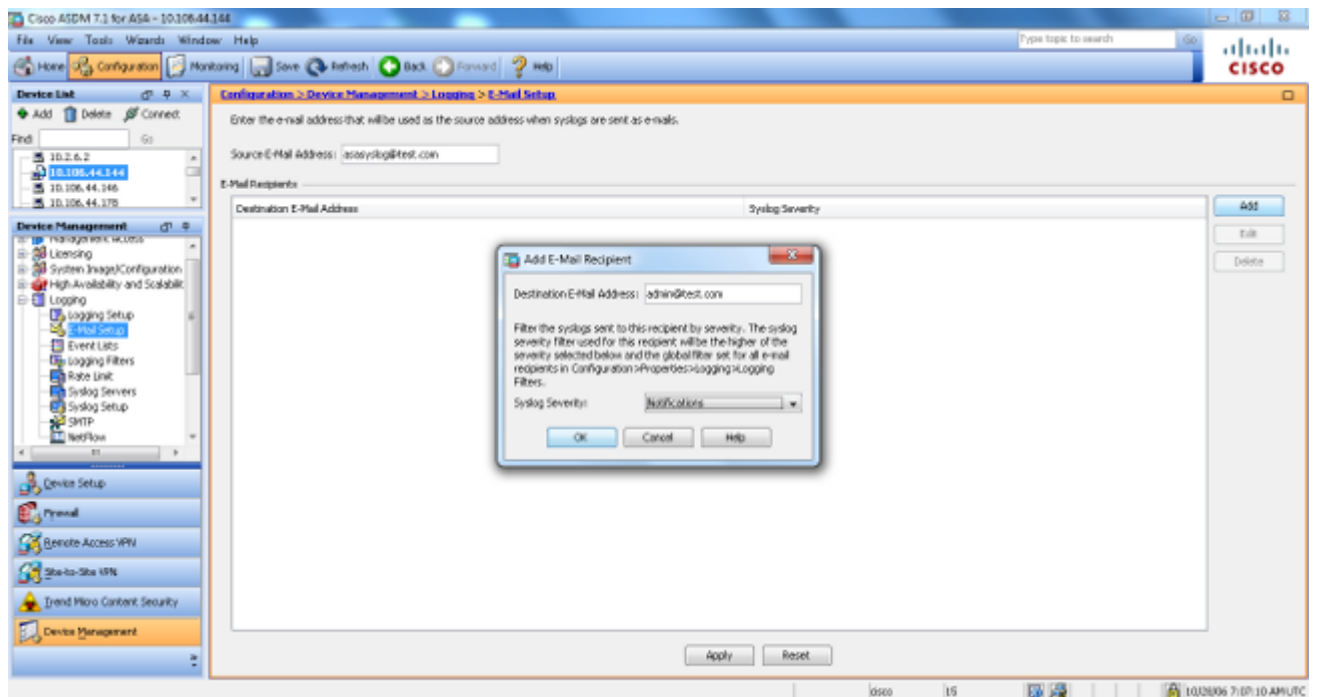 Cisco ASDM 7.1 for ASA - 10.106.44.144
File View Tools Wizards Window Help
Type topic to search Go
Home Configuration Monitoring Save Refresh Back Forward Help
CISCO
Device List
Add Delete Connect
Find: Go
10.2.6.2
10.106.44.144
10.106.44.146
10.106.44.178
Device Management
Management Access
Licensing
System Image/Configuration
High Availability and Scalabilit
Logging
Logging Setup
E-Mail Setup
Event Lists
Logging Filters
Rate Limit
Syslog Servers
Syslog Setup
SMTP
NetFlow
Device Setup
Firewall
Remote Access VPN
Site-to-Site VPN
Trend Micro Content Security
Device Management
Configuration > Device Management > Logging > E-Mail Setup
Enter the e-mail address that will be used as the source address when syslogs are sent as e-mails.
Source E-Mail Address: asasyslog@test.com
E-Mail Recipients
Destination E-Mail Address Syslog Severity
Add
Edit
Delete
Add E-Mail Recipient
Destination E-Mail Address: admin@test.com
Filter the syslogs sent to this recipient by severity. The syslog
severity filter used for this recipient will be the higher of the
severity selected below and the global filter set for all e-mail
recipients in Configuration>Properties>Logging>Logging
Filters.
Syslog Severity: Notifications
OK Cancel Help
Apply Reset
cisco 15 10/26/06 7:07:10 AM UTC